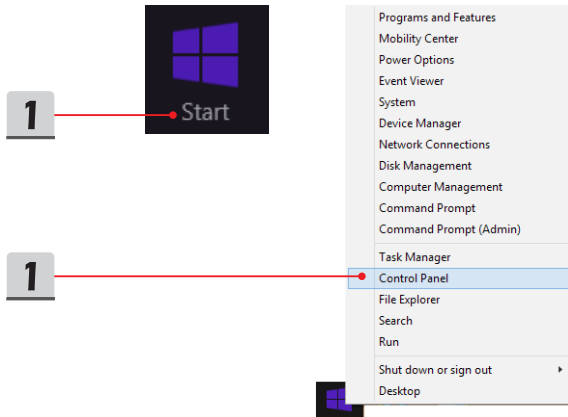 1
Start
1
Programs and Features
Mobility Center
Power Options
Event Viewer
System
Device Manager
Network Connections
Disk Management
Computer Management
Command Prompt
Command Prompt (Admin)
Task Manager
Control Panel
File Explorer
Search
Run
Shut down or sign out
Desktop